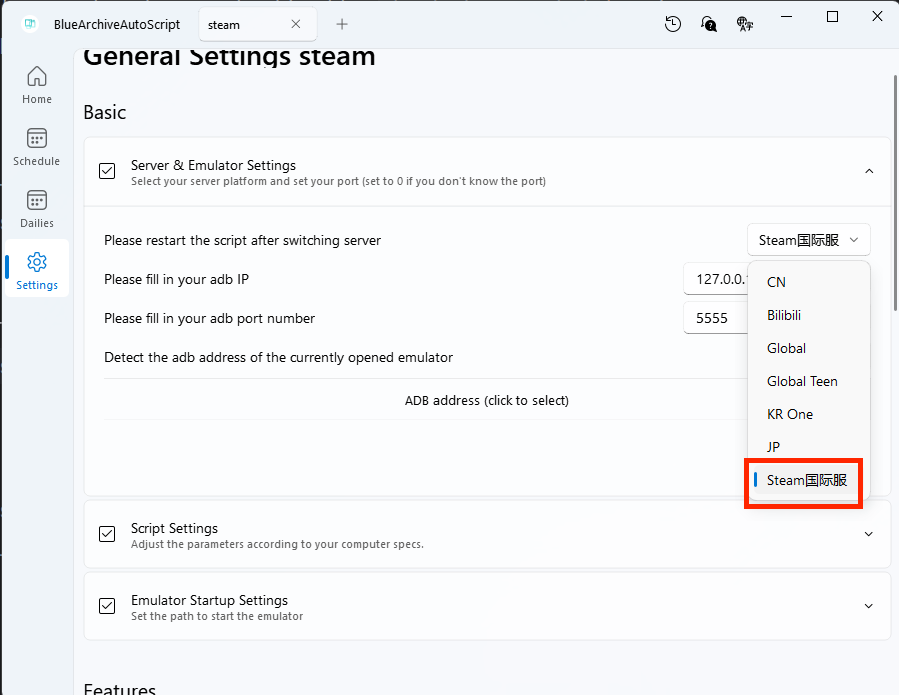 BlueArchiveAutoScript
steam
General Settings steam
Home
Basic
Schedule
Server & Emulator Settings
Select your server platform and set your port (set to 0 if you don't know the port)
Dailies
Settings
Please restart the script after switching server
Steam国际服
Please fill in your adb IP
127.0.0.1
CN
Please fill in your adb port number
5555
Bilibili
Global
Detect the adb address of the currently opened emulator
Global Teen
ADB address (click to select)
KR One
JP
Steam国际服
Script Settings
Adjust the parameters according to your computer specs.
Emulator Startup Settings
Set the path to start the emulator
Features